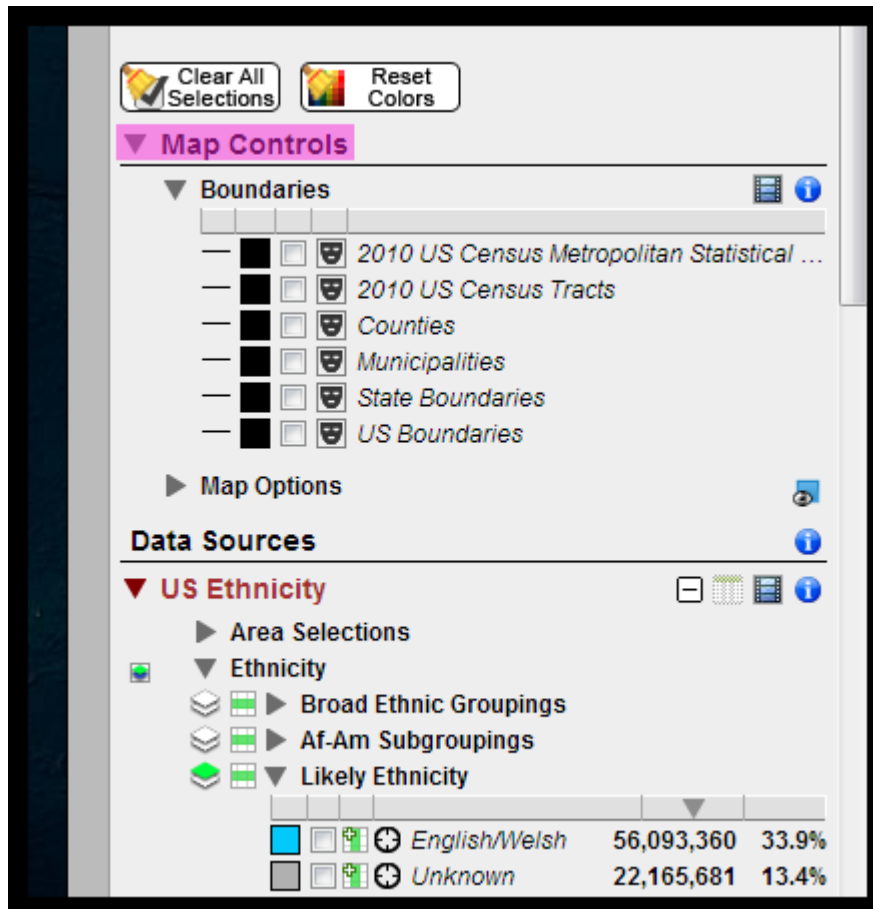 Clear All
Selections
Reset
Colors
Map Controls
Boundaries
2010 US Census Metropolitan Statistical ...
2010 US Census Tracts
Counties
Municipalities
State Boundaries
US Boundaries
Map Options
Data Sources
US Ethnicity
Area Selections
Ethnicity
Broad Ethnic Groupings
Af-Am Subgroupings
Likely Ethnicity
English/Welsh 56,093,360 33.9%
Unknown 22,165,681 13.4%